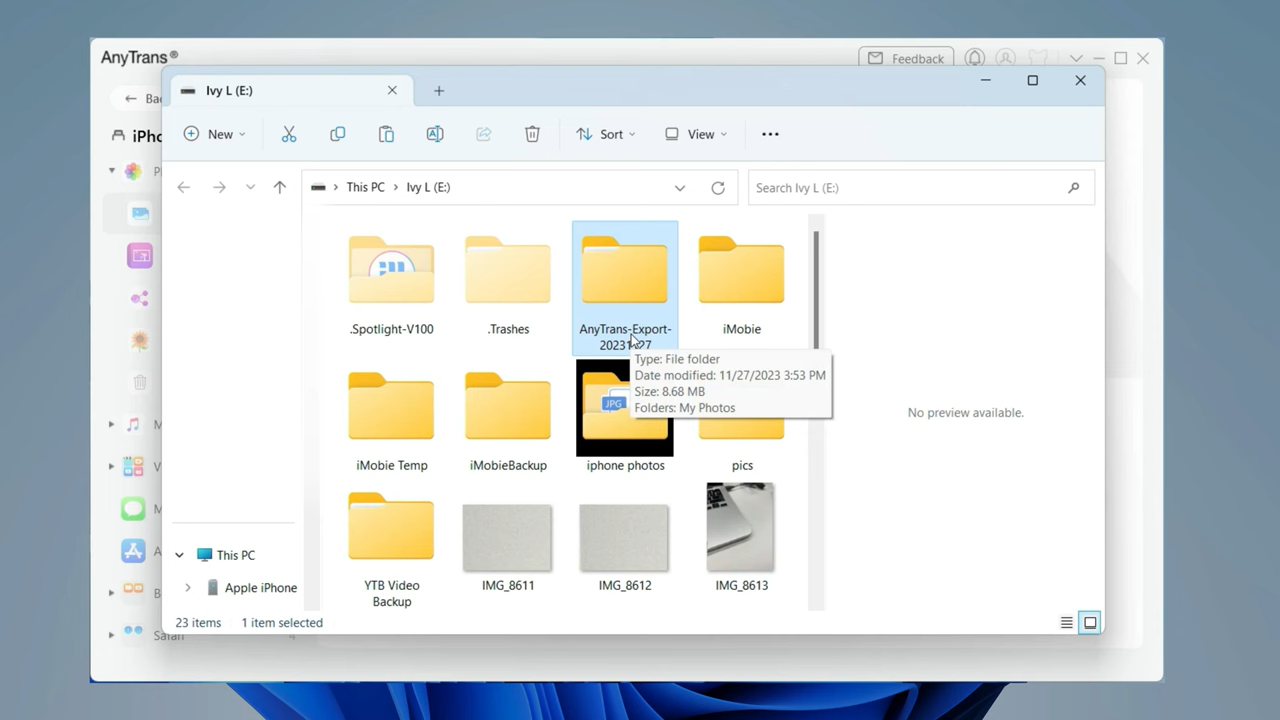 AnyTrans®
Feedback
Ivy L (E:)
New
Sort
View
This PC
Ivy L (E:)
Search Ivy L (E:)
.Spotlight-V100
.Trashes
AnyTrans-Export-
iMobie
Type: File folder
Date modified: 11/27/2023 3:53 PM
Size: 8.68 MB
Folders: My Photos
JPG
iMobie Temp
iMobieBackup
iphone photos
pics
No preview available.
YTB Video
Backup
IMG_8611
IMG_8612
IMG_8613
This PC
Apple iPhone
23 items
1 item selected